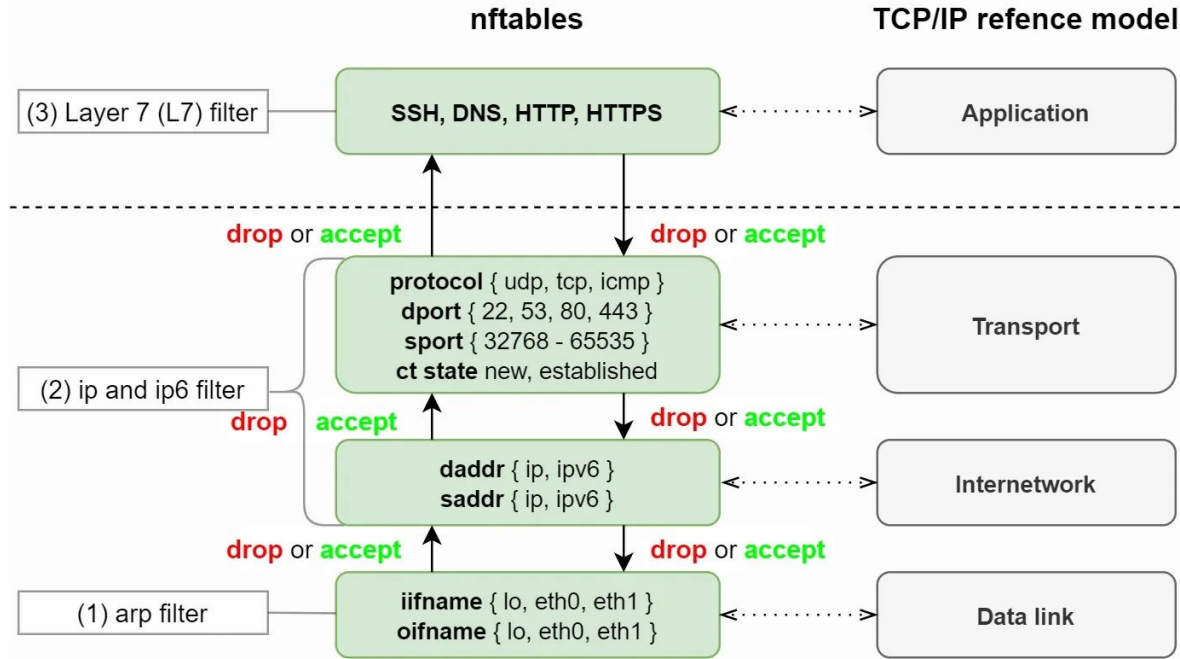 nftables
TCP/IP refence model
(3) Layer 7 (L7) filter
SSH, DNS, HTTP, HTTPS
Application
drop or accept
drop or accept
protocol { udp, tcp, icmp }
dport { 22, 53, 80, 443 }
sport { 32768 - 65535 }
ct state new, established
Transport
(2) ip and ip6 filter
drop accept
drop or accept
daddr { ip, ipv6 }
saddr { ip, ipv6 }
Internetwork
drop or accept
drop or accept
(1) arp filter
iifname { lo, eth0, eth1 }
oifname { lo, eth0, eth1 }
Data link